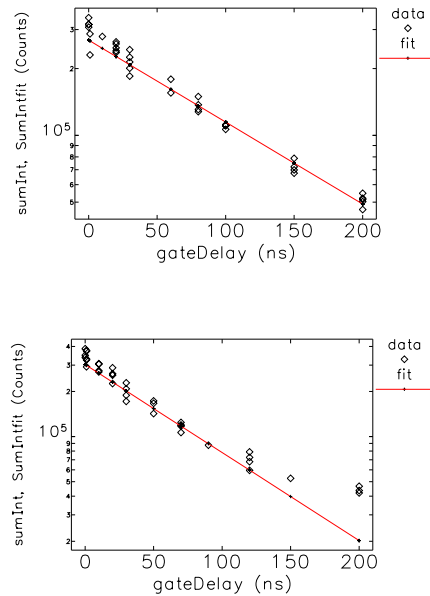 data
fit
3
2
10^5
9
8
7
6
5
sumInt, SumIntfit (Counts)
0 50 100 150 200
gateDelay (ns)
data
fit
4
3
2
10^5
9
8
7
6
5
4
3
2
sumInt, SumIntfit (Counts)
0 50 100 150 200
gateDelay (ns)